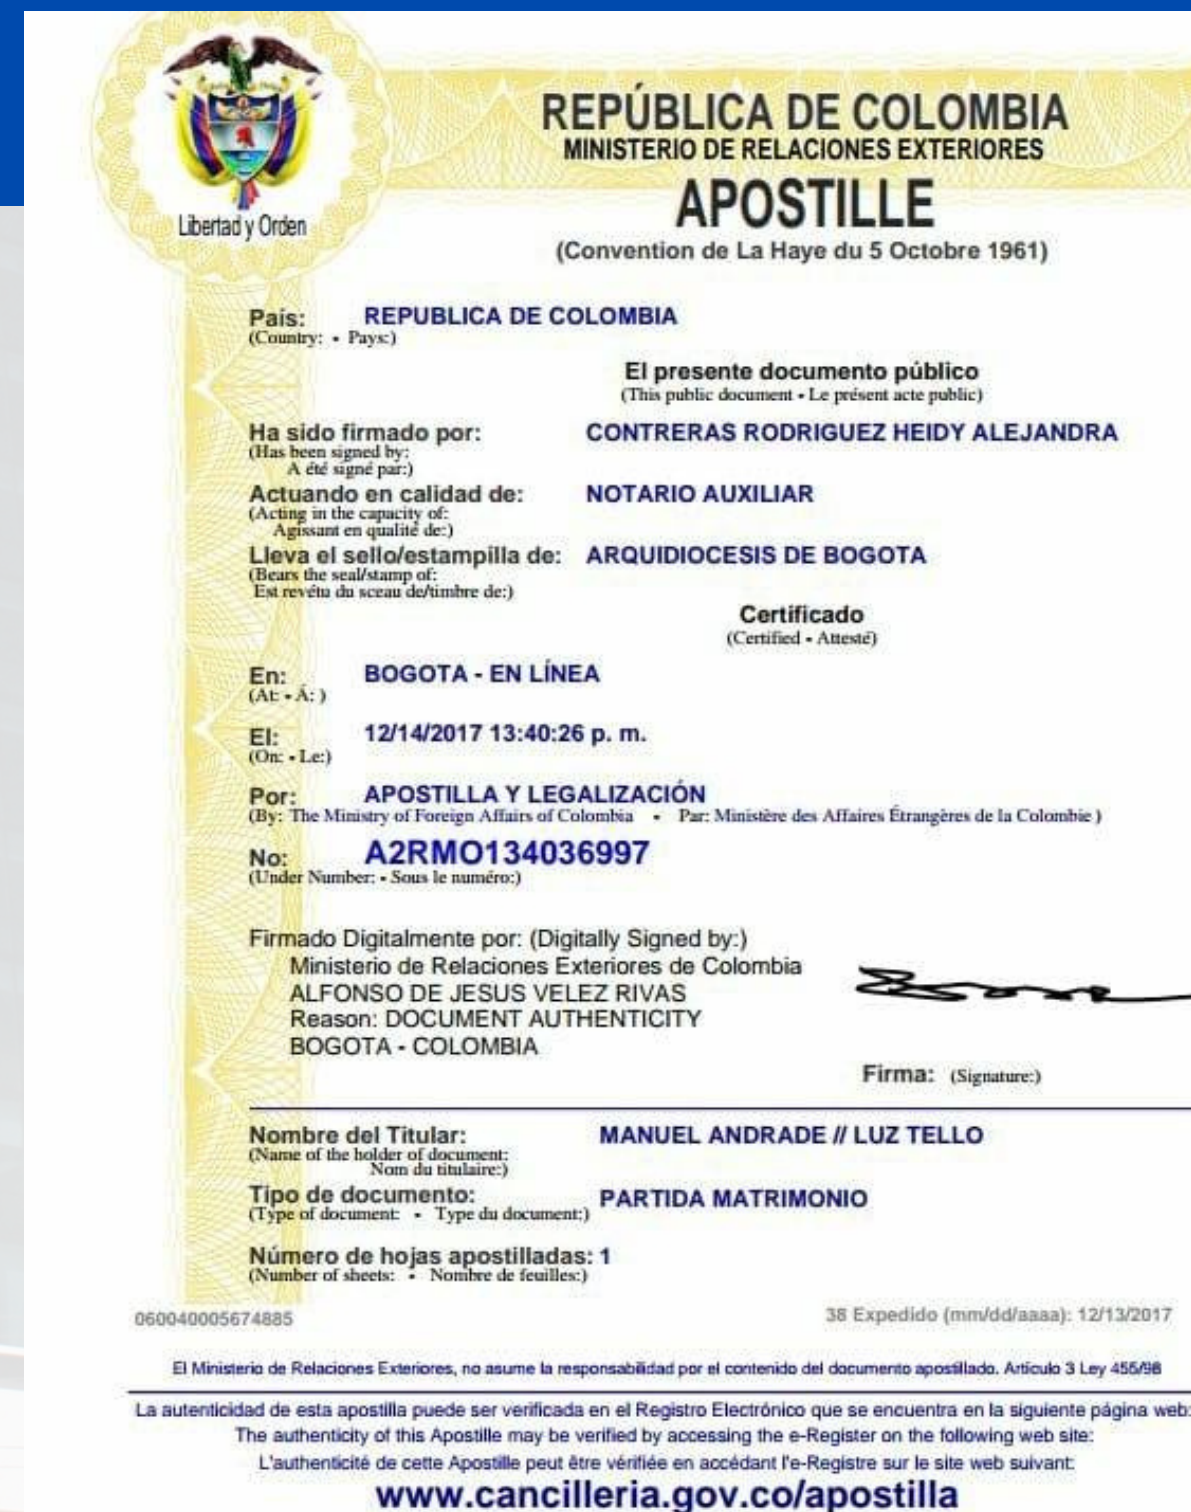 Libertad y Orden
REPÚBLICA DE COLOMBIA
MINISTERIO DE RELACIONES EXTERIORES
APOSTILLE
(Convention de La Haye du 5 Octobre 1961)
País: REPUBLICA DE COLOMBIA
(Country: - Pays:)
El presente documento público
(This public document - Le présent acte public)
Ha sido firmado por: CONTRERAS RODRIGUEZ HEIDY ALEJANDRA
(Has been signed by:
A été signé par:)
Actuando en calidad de: NOTARIO AUXILIAR
(Acting in the capacity of:
Agissant en qualité de:)
Lleva el sello/estampilla de: ARQUIDIOCESIS DE BOGOTA
(Bears the seal/stamp of:
Est revétu du sceau de/timbre de:)
Certificado
(Certified - Attesté)
En: BOGOTA - EN LÍNEA
(At: - Á: )
El: 12/14/2017 13:40:26 p. m.
(On: - Le:)
Por: APOSTILLA Y LEGALIZACIÓN
(By: The Ministry of Foreign Affairs of Colombia - Par: Ministère des Affaires Étrangères de la Colombie )
No: A2RMO134036997
(Under Number: - Sous le numéro:)
Firmado Digitalmente por: (Digitally Signed by:)
Ministerio de Relaciones Exteriores de Colombia
ALFONSO DE JESUS VELEZ RIVAS
Reason: DOCUMENT AUTHENTICITY
BOGOTA - COLOMBIA
Firma: (Signature:)
Nombre del Titular: MANUEL ANDRADE // LUZ TELLO
(Name of the holder of document:
Nom du titulaire:)
Tipo de documento: PARTIDA MATRIMONIO
(Type of document: - Type du document:)
Número de hojas apostilladas: 1
(Number of sheets: - Nombre de feuilles:)
060040005674885 38 Expedido (mm/dd/aaaa): 12/13/2017
El Ministerio de Relaciones Exteriores, no asume la responsabilidad por el contenido del documento apostillado. Artículo 3 Ley 455/98
La autenticidad de esta apostilla puede ser verificada en el Registro Electrónico que se encuentra en la siguiente página web:
The authenticity of this Apostille may be verified by accessing the e-Register on the following web site:
L'authenticité de cette Apostille peut être vérifiée en accédant l'e-Registre sur le site web suivant:
www.cancilleria.gov.co/apostilla